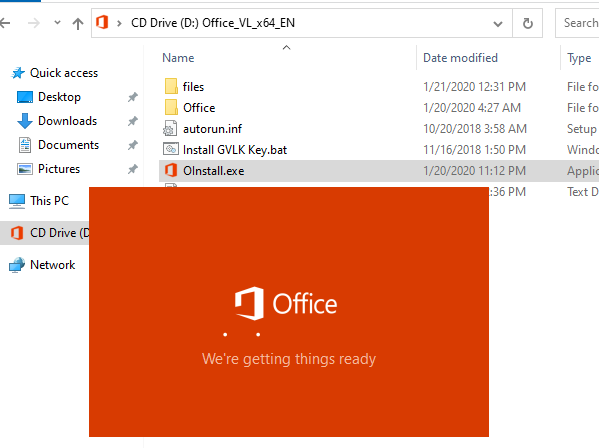 CD Drive (D:) Office_VL_x64_EN
Search
Name Date modified Type
Quick access
Desktop
Downloads
Documents
Pictures
This PC
CD Drive (D
Network
files 1/21/2020 12:31 PM File fo
Office 1/20/2020 4:27 AM File fo
autorun.inf 10/20/2018 3:58 AM Setup
Install GVLK Key.bat 11/16/2018 1:50 PM Windo
OInstall.exe 1/20/2020 11:12 PM Applic
:36 PM Text D
Office
We're getting things ready